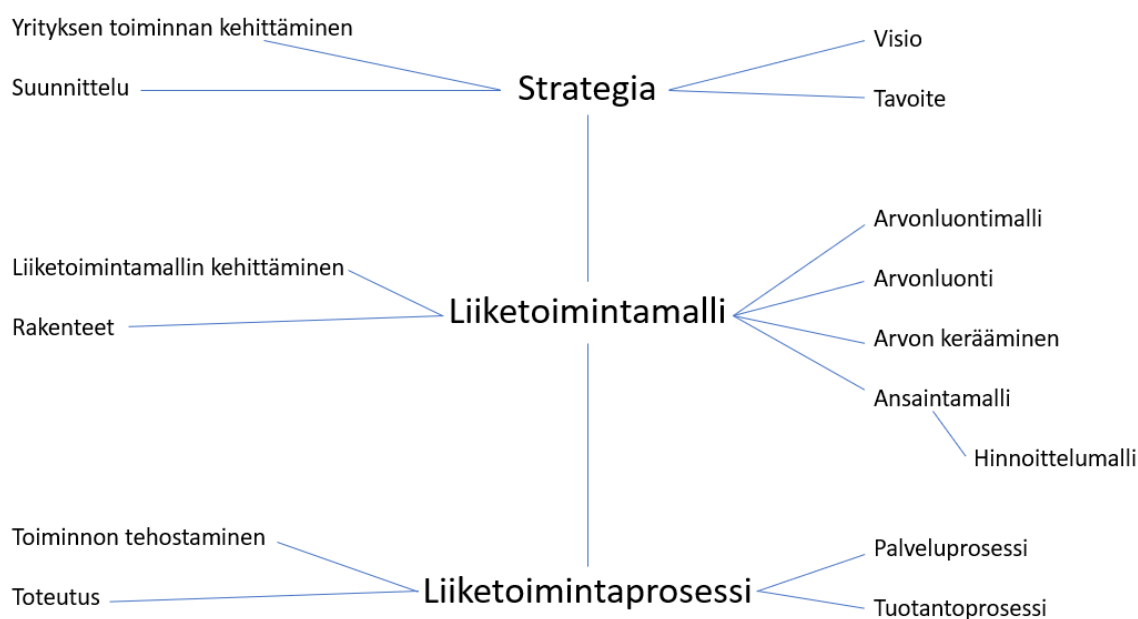 Yrityksen toiminnan kehittäminen
Suunnittelu
Strategia
Visio
Tavoite
Liiketoimintamallin kehittäminen
Rakenteet
Liiketoimintamalli
Arvonluontimalli
Arvonluonti
Arvon kerääminen
Ansaintamalli
Hinnoittelumalli
Toiminnon tehostaminen
Toteutus
Liiketoimintaprosessi
Palveluprosessi
Tuotantoprosessi